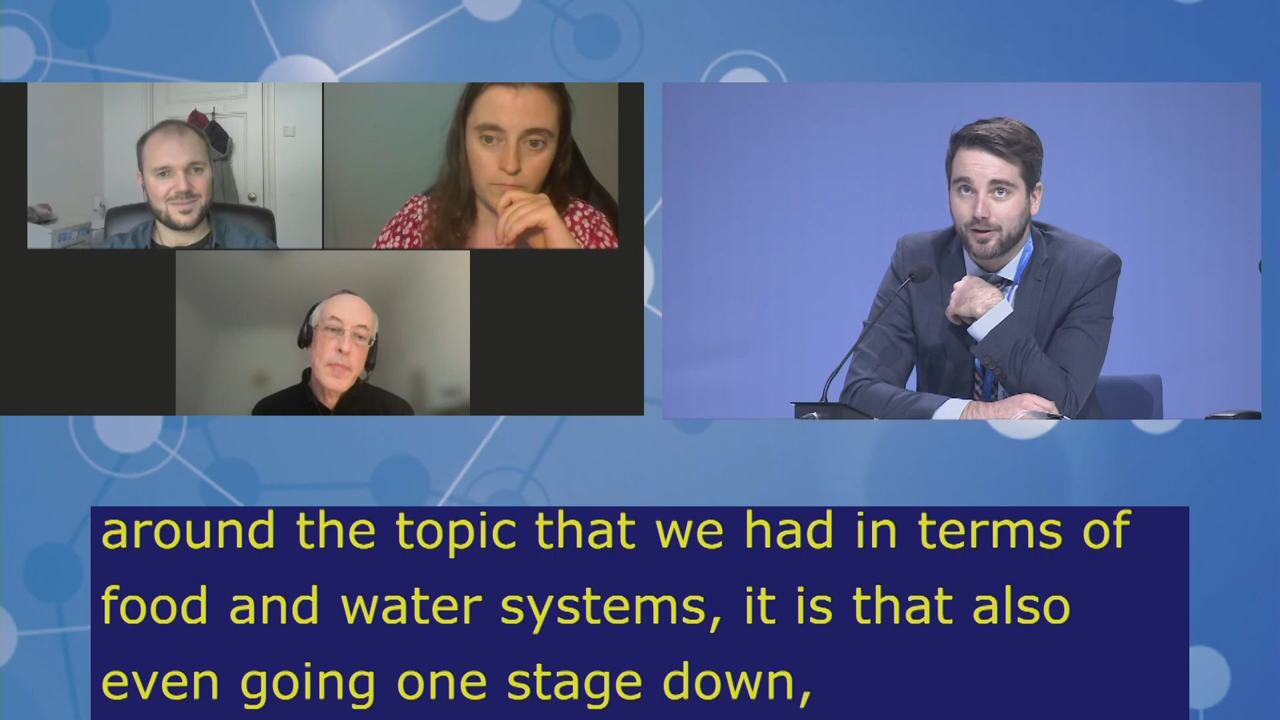 around the topic that we had in terms of
food and water systems, it is that also
even going one stage down,